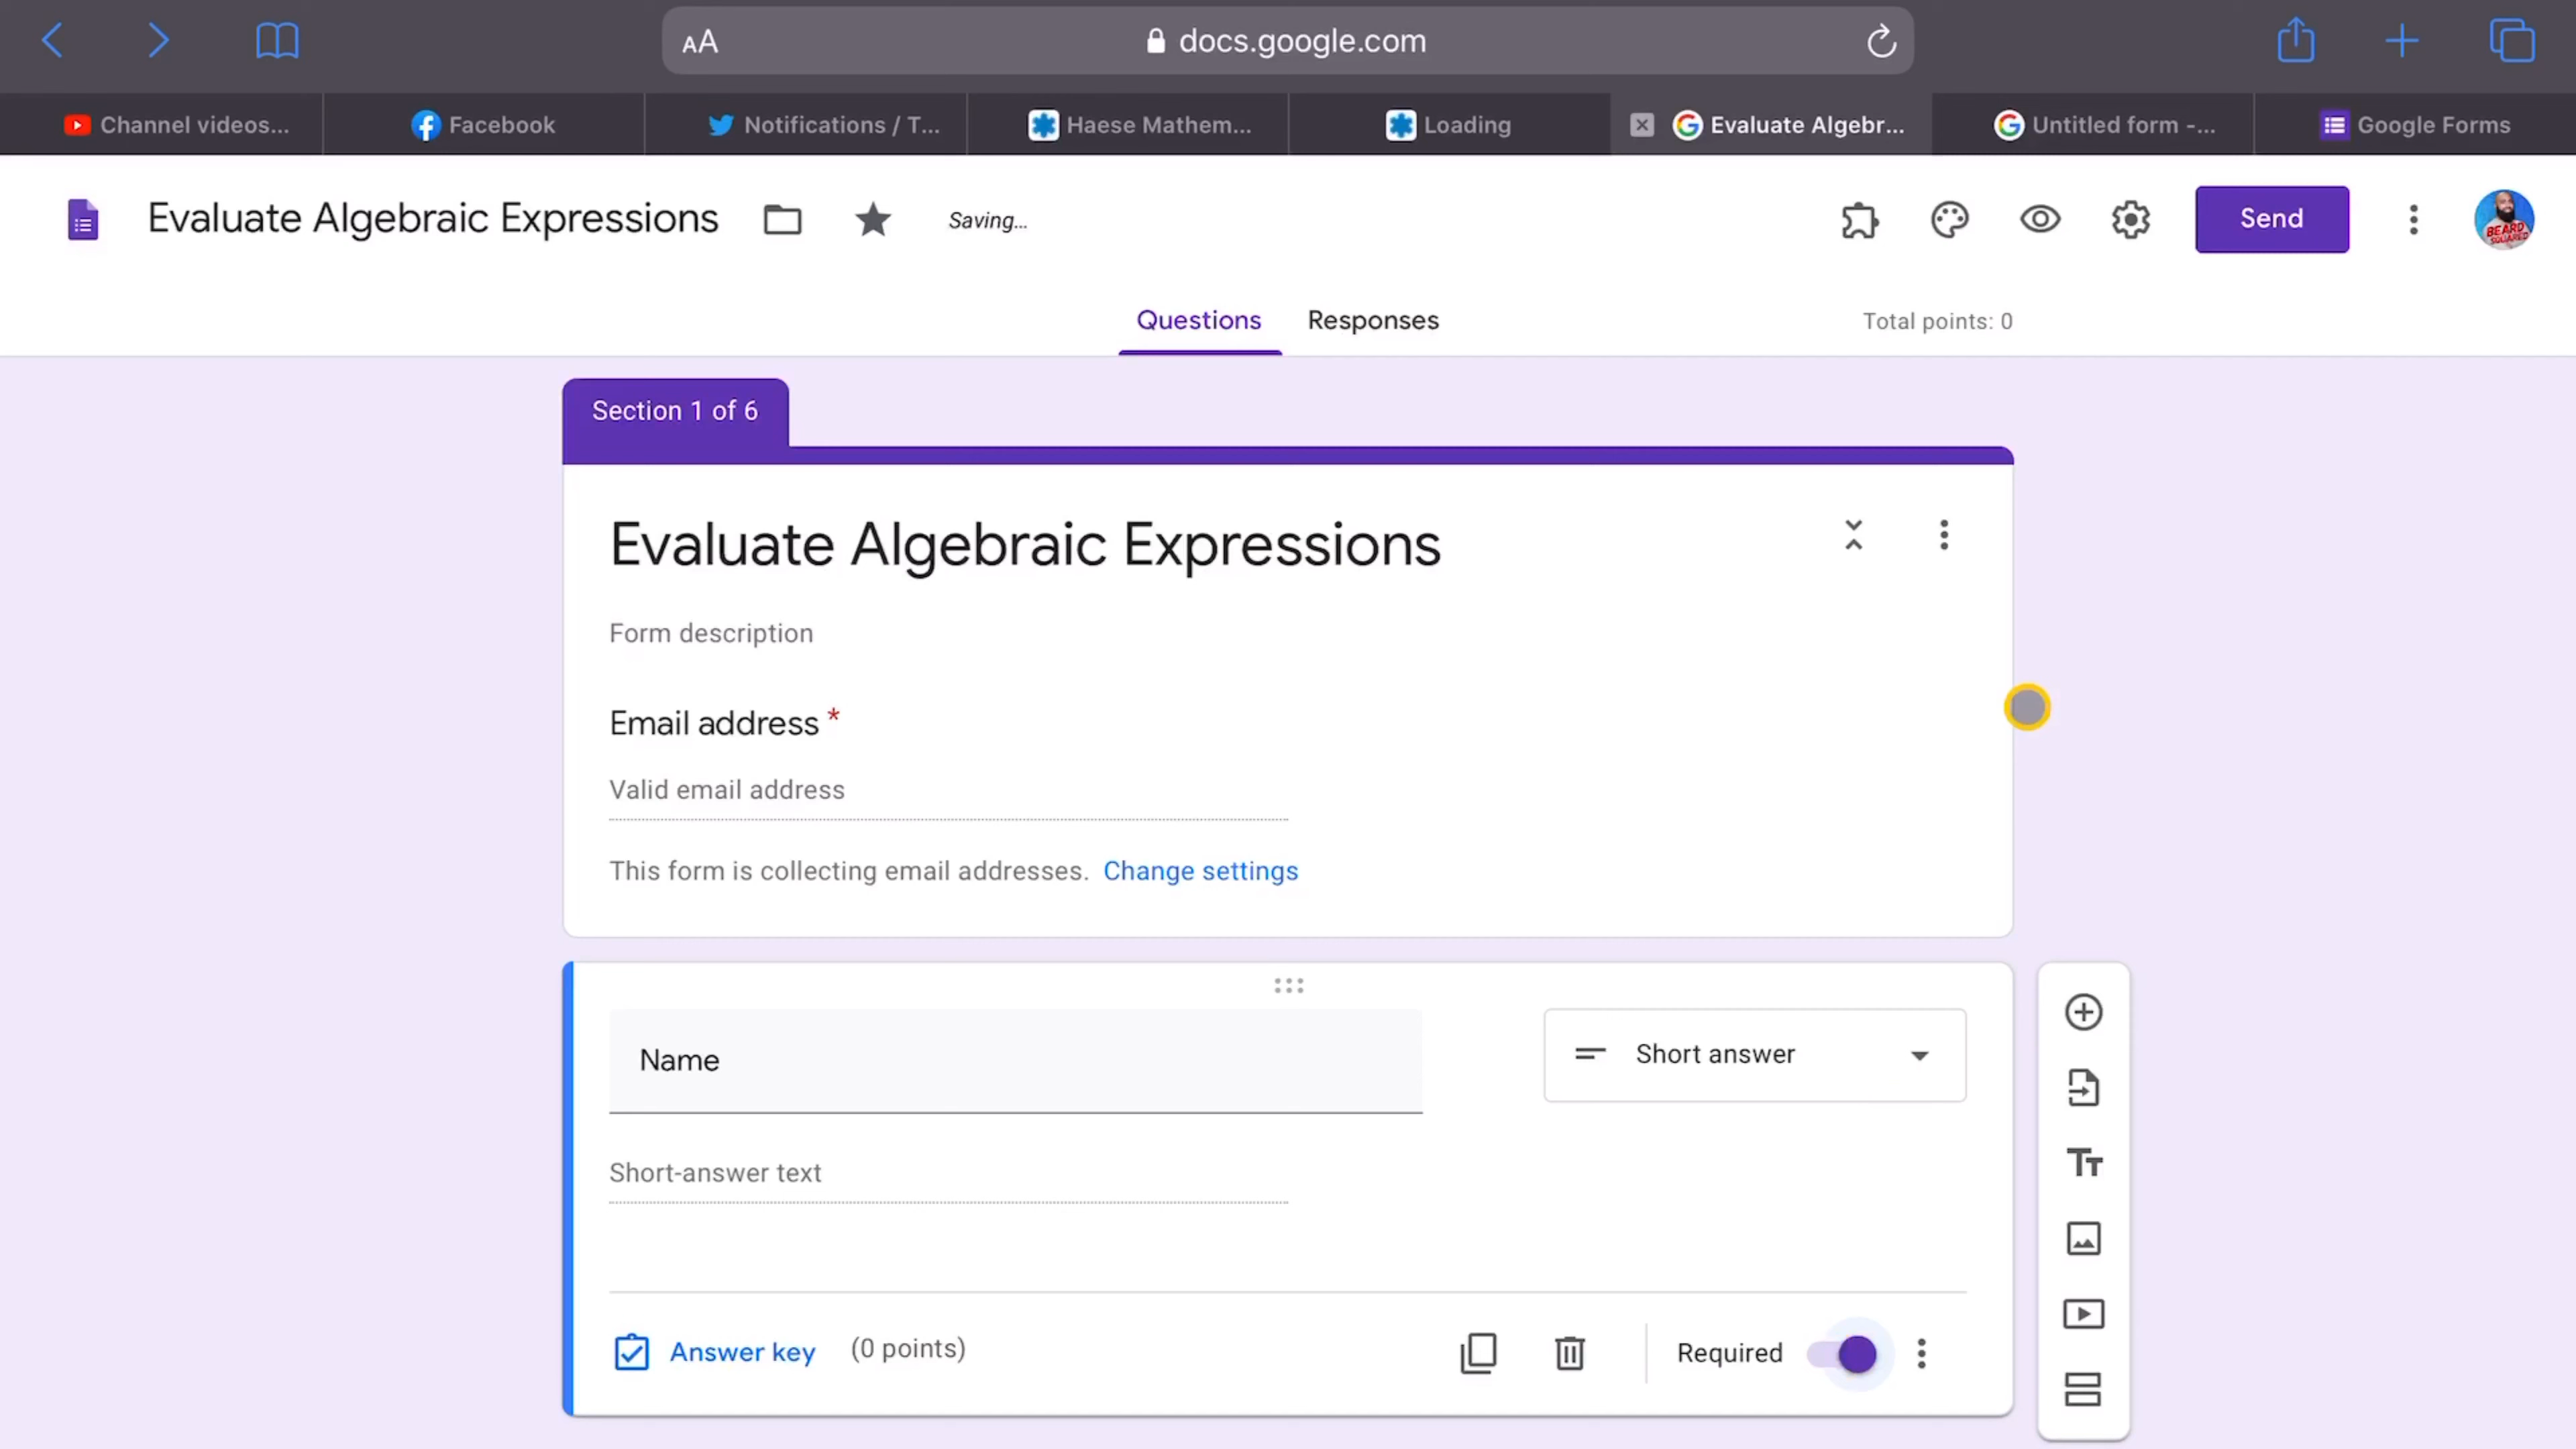 AA docs.google.com
Channel videos...
Facebook
Notifications / T...
Haese Mathem...
Loading
Evaluate Algebr...
Untitled form -...
Google Forms
Evaluate Algebraic Expressions
Saving...
Send
BEARD SQUARED
Questions
Responses
Total points: 0
Section 1 of 6
Evaluate Algebraic Expressions
Form description
Email address *
Valid email address
This form is collecting email addresses. Change settings
Name
Short answer
Short-answer text
Tт
Answer key (0 points)
Required